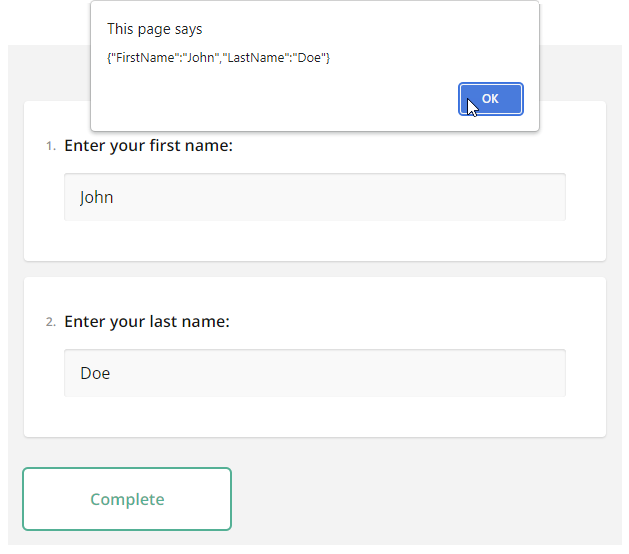 This page says
{"FirstName":"John","LastName":"Doe"}
OK
1. Enter your first name:
John
2. Enter your last name:
Doe
Complete